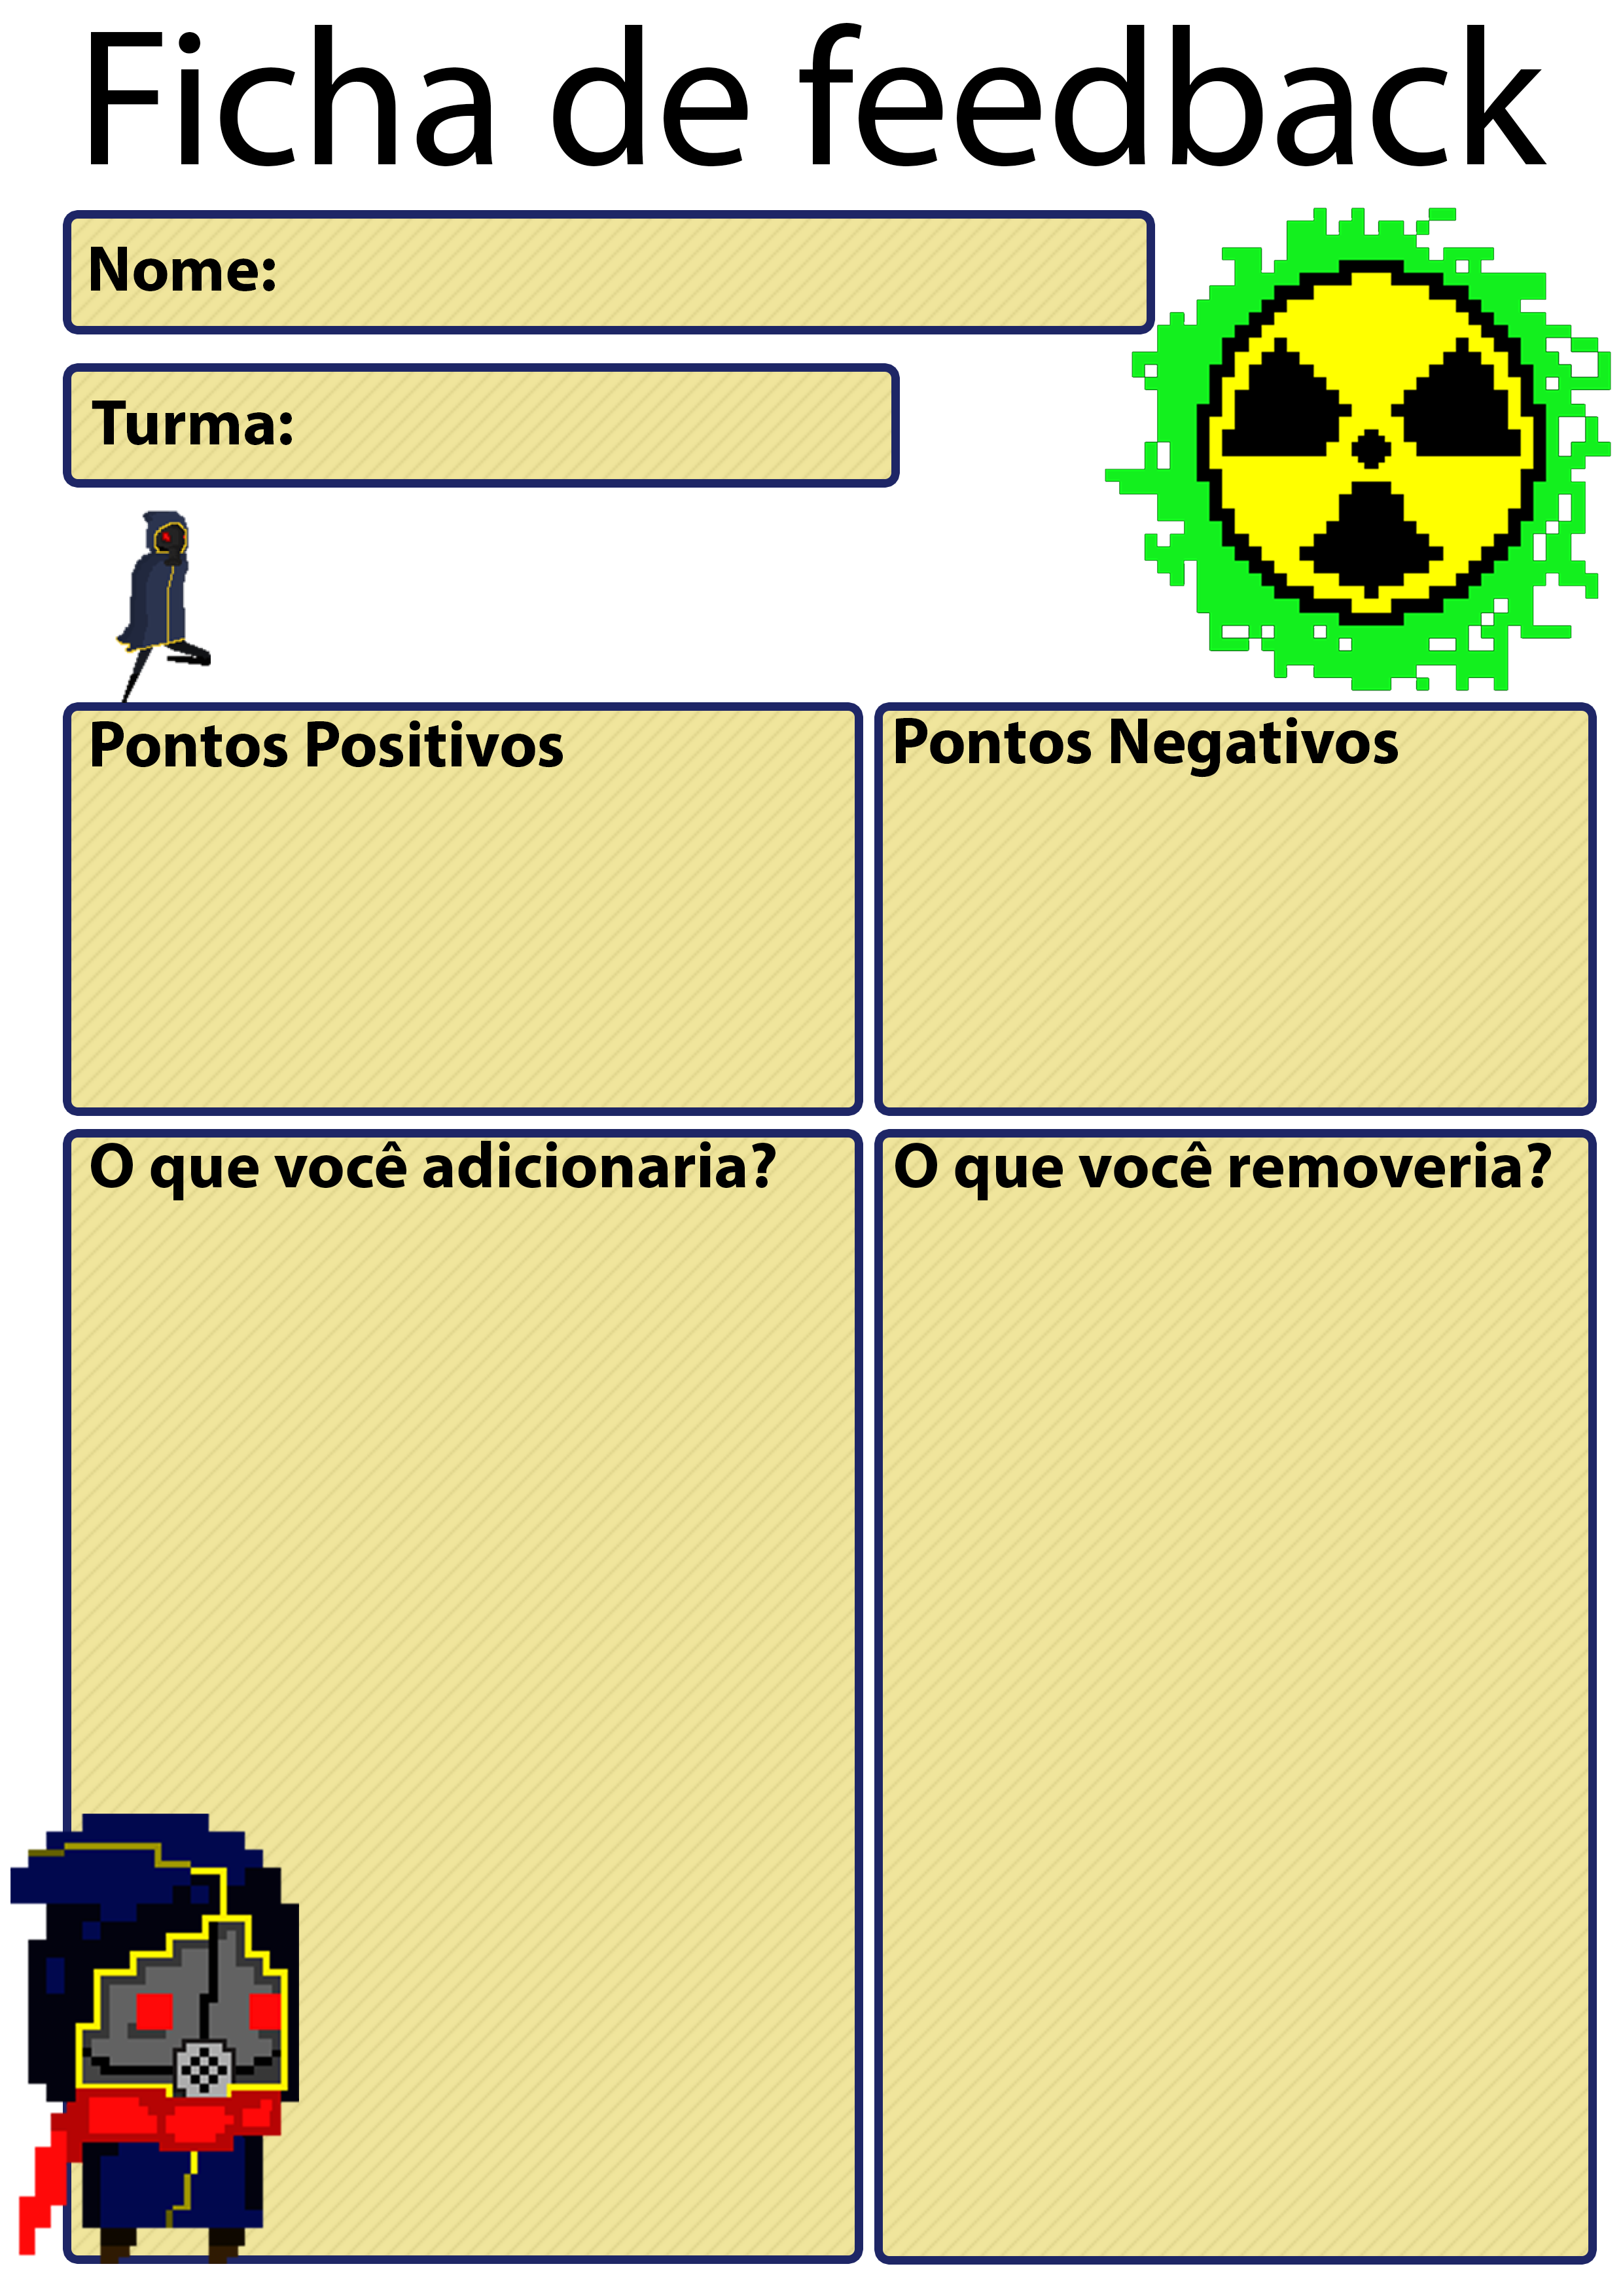 Ficha de feedback
Nome:
Turma:
Pontos Positivos
Pontos Negativos
O que você adicionaria?
O que você removeria?